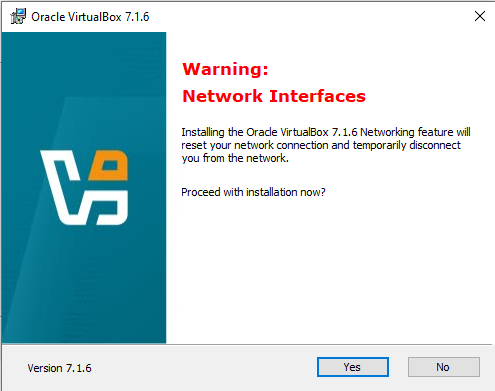 Oracle VirtualBox 7.1.6
Warning:
Network Interfaces
Installing the Oracle VirtualBox 7.1.6 Networking feature will
reset your network connection and temporarily disconnect
you from the network.
Proceed with installation now?
Version 7.1.6
Yes
No